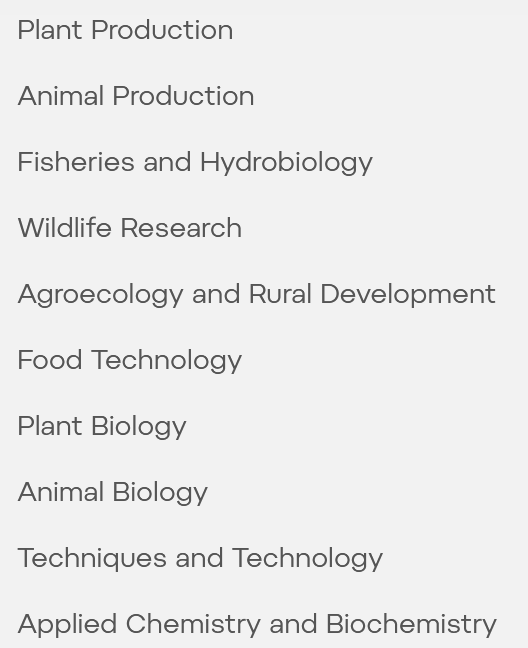 Plant Production
Animal Production
Fisheries and Hydrobiology
Wildlife Research
Agroecology and Rural Development
Food Technology
Plant Biology
Animal Biology
Techniques and Technology
Applied Chemistry and Biochemistry